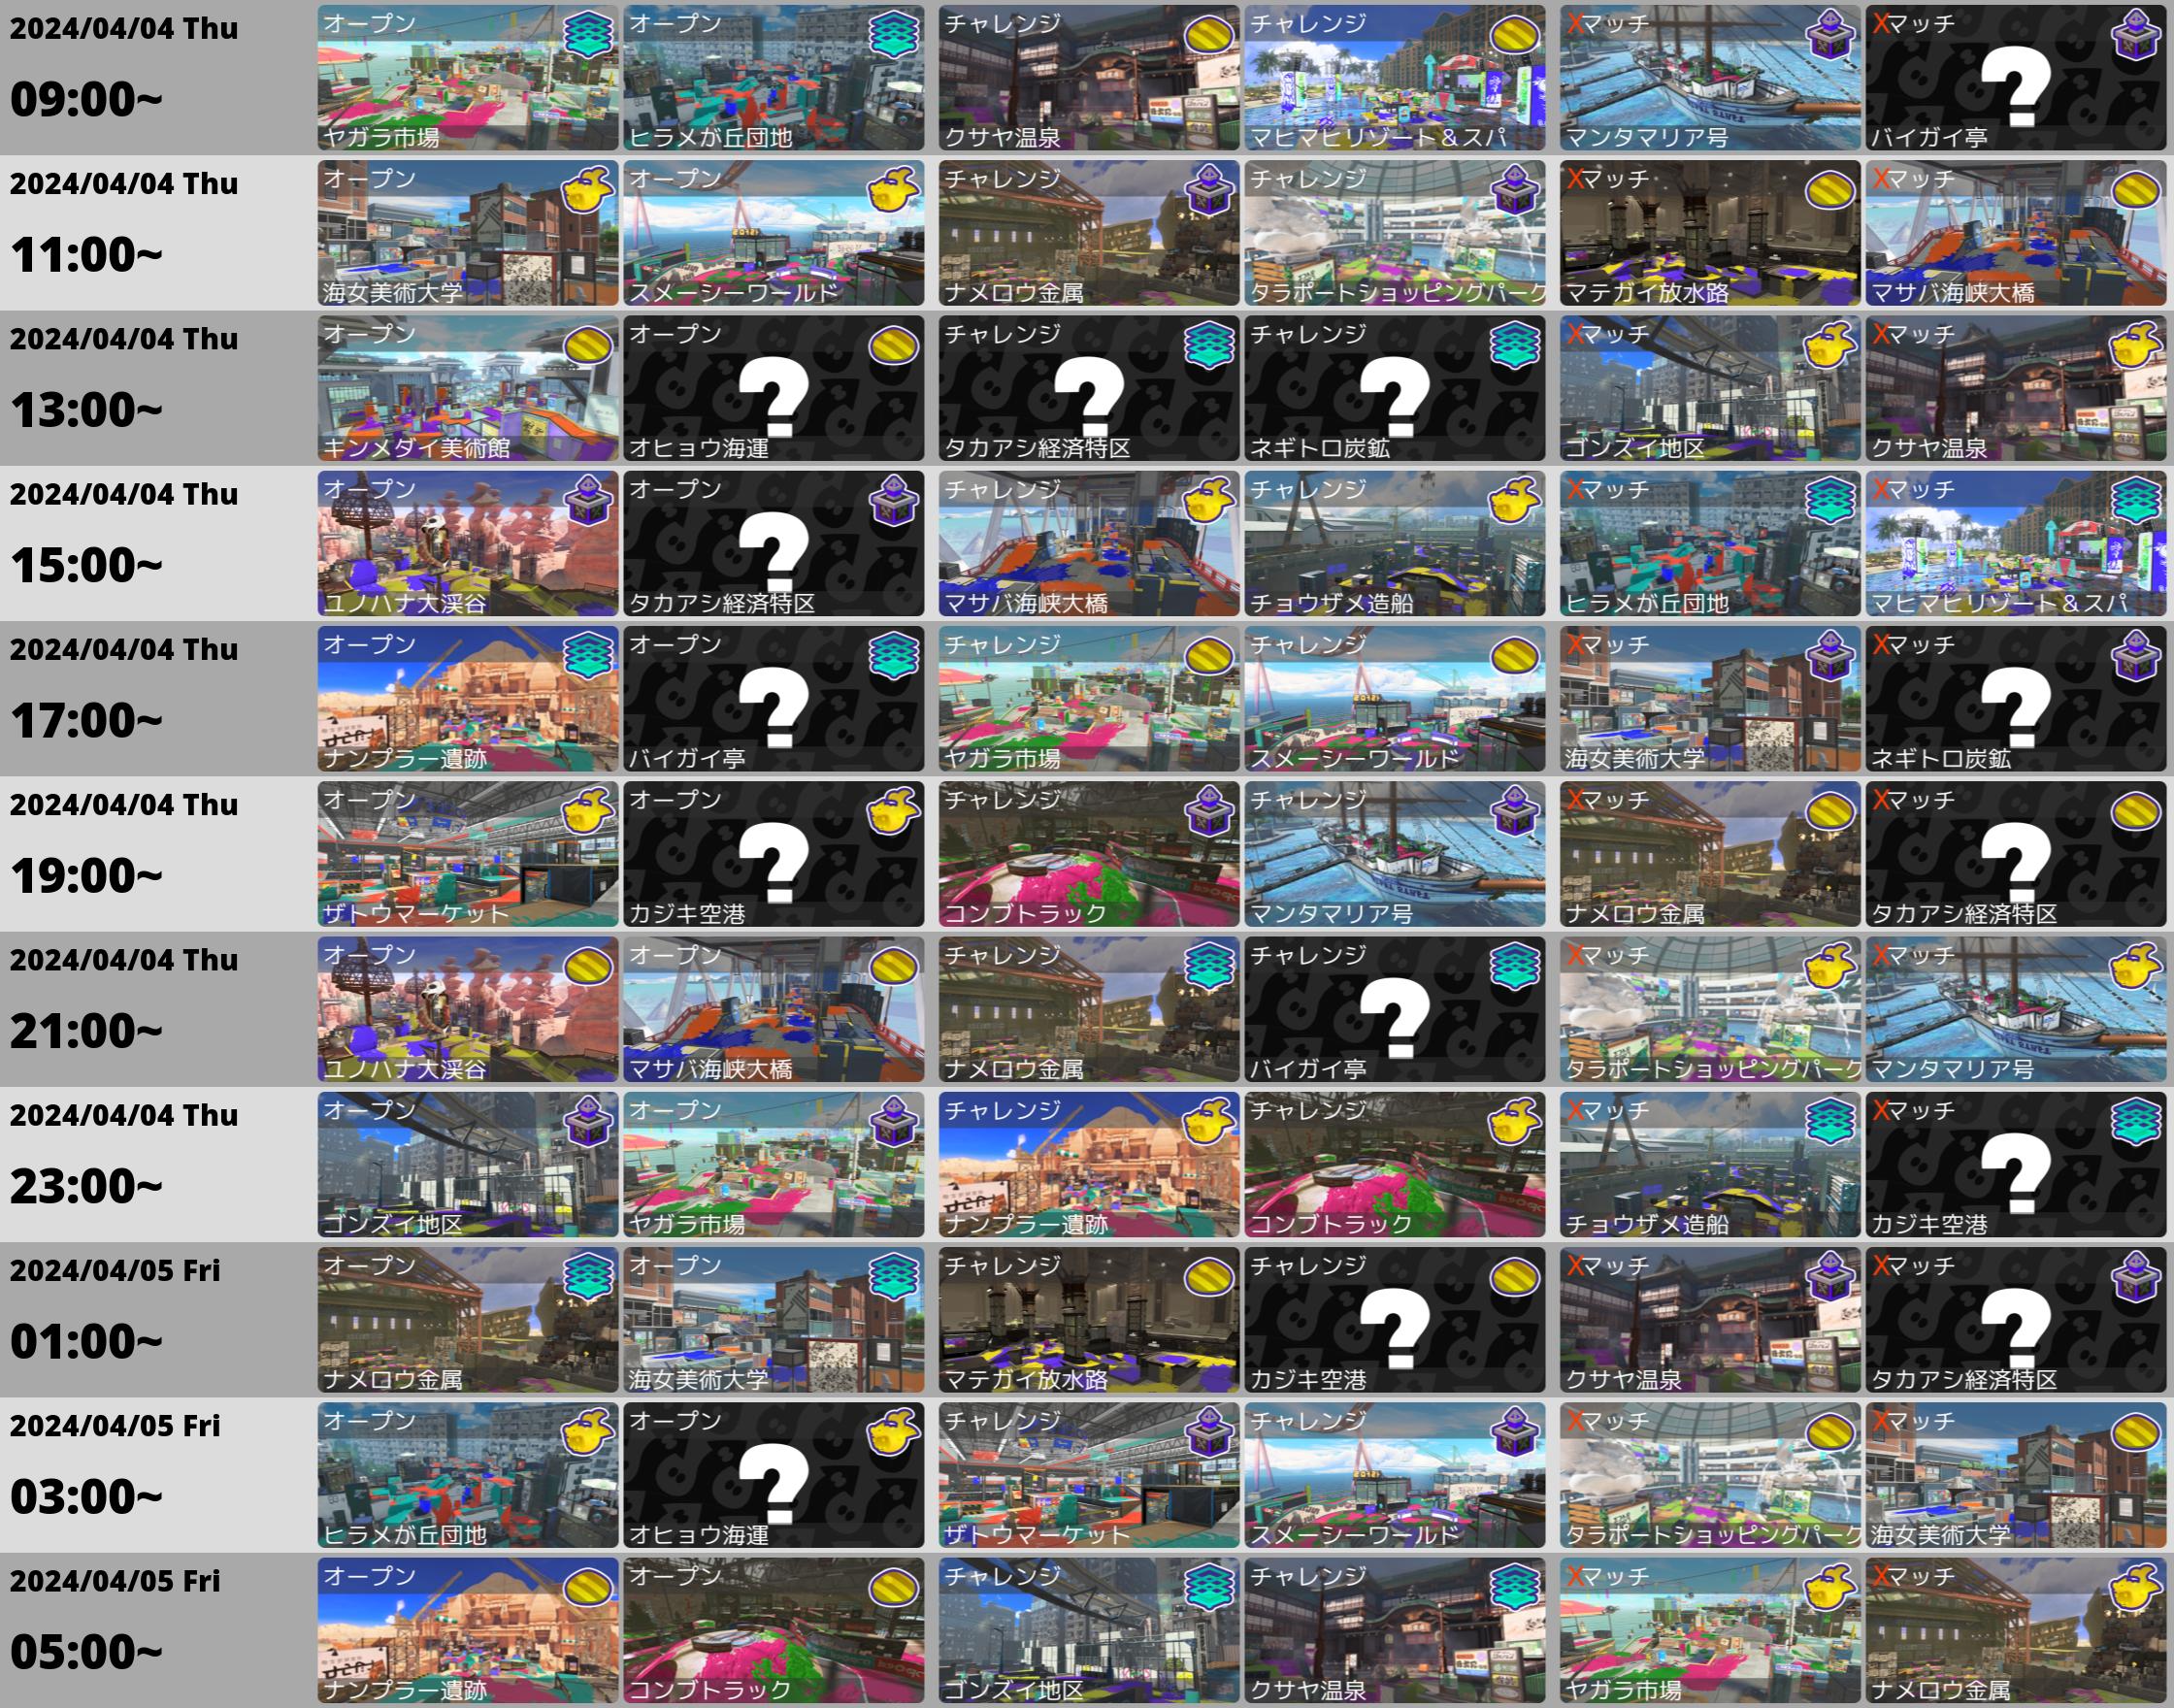 2024/04/04 Thu
09:00~
オープン
ヤガラ市場
オープン
ヒラメが丘団地
チャレンジ
クサヤ温泉
チャレンジ
マヒマヒリゾート&スパ
Xマッチ
マンタマリア号
Xマッチ
?
バイガイ亭
2024/04/04 Thu
11:00~
オープン
海女美術大学
オープン
スメーシーワールド
チャレンジ
ナメロウ金属
チャレンジ
タラポートショッピングパーク
Xマッチ
マテガイ放水路
Xマッチ
マサバ海峡大橋
2024/04/04 Thu
13:00~
オープン
キンメダイ美術館
オープン
?
オヒョウ海運
チャレンジ
?
タカアシ経済特区
チャレンジ
?
ネギトロ炭鉱
Xマッチ
ゴンズイ地区
Xマッチ
クサヤ温泉
2024/04/04 Thu
15:00~
オープン
ユノハナ大渓谷
オープン
?
タカアシ経済特区
チャレンジ
マサバ海峡大橋
チャレンジ
チョウザメ造船
Xマッチ
ヒラメが丘団地
Xマッチ
マヒマヒリゾート&スパ
2024/04/04 Thu
17:00~
オープン
ナンプラー遺跡
オープン
?
バイガイ亭
チャレンジ
ヤガラ市場
チャレンジ
スメーシーワールド
Xマッチ
海女美術大学
Xマッチ
?
ネギトロ炭鉱
2024/04/04 Thu
19:00~
オープン
ザトウマーケット
オープン
?
カジキ空港
チャレンジ
コンブトラック
チャレンジ
マンタマリア号
Xマッチ
ナメロウ金属
Xマッチ
?
タカアシ経済特区
2024/04/04 Thu
21:00~
オープン
ユノハナ大渓谷
オープン
マサバ海峡大橋
チャレンジ
ナメロウ金属
チャレンジ
?
バイガイ亭
Xマッチ
タラポートショッピングパーク
Xマッチ
マンタマリア号
2024/04/04 Thu
23:00~
オープン
ゴンズイ地区
オープン
ヤガラ市場
チャレンジ
ナンプラー遺跡
チャレンジ
コンブトラック
Xマッチ
チョウザメ造船
Xマッチ
?
カジキ空港
2024/04/05 Fri
01:00~
オープン
ナメロウ金属
オープン
海女美術大学
チャレンジ
マテガイ放水路
チャレンジ
?
カジキ空港
Xマッチ
クサヤ温泉
Xマッチ
?
タカアシ経済特区
2024/04/05 Fri
03:00~
オープン
ヒラメが丘団地
オープン
?
オヒョウ海運
チャレンジ
ザトウマーケット
チャレンジ
スメーシーワールド
Xマッチ
タラポートショッピングパーク
Xマッチ
海女美術大学
2024/04/05 Fri
05:00~
オープン
ナンプラー遺跡
オープン
コンブトラック
チャレンジ
ゴンズイ地区
チャレンジ
クサヤ温泉
Xマッチ
ヤガラ市場
Xマッチ
ナメロウ金属